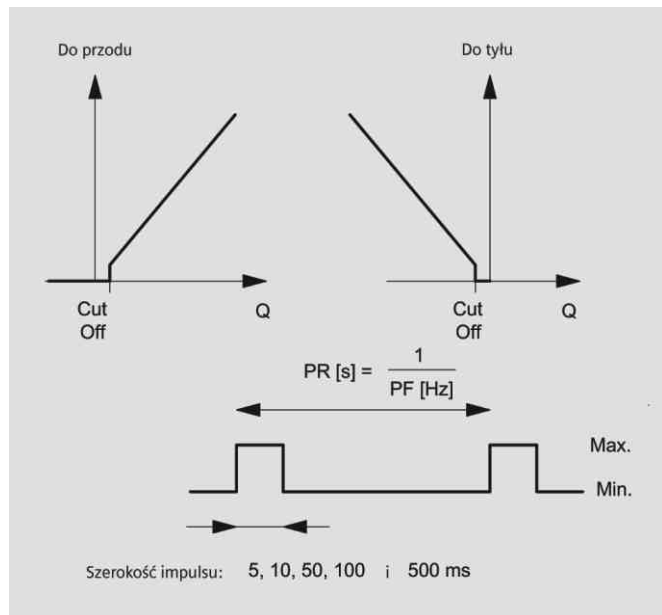 Do przodu
Do tyłu
Cut
Off
Q
Cut
Off
Q
PR [s] = 1
PF [Hz]
Max.
Min.
Szerokość impulsu: 5, 10, 50, 100 i 500 ms